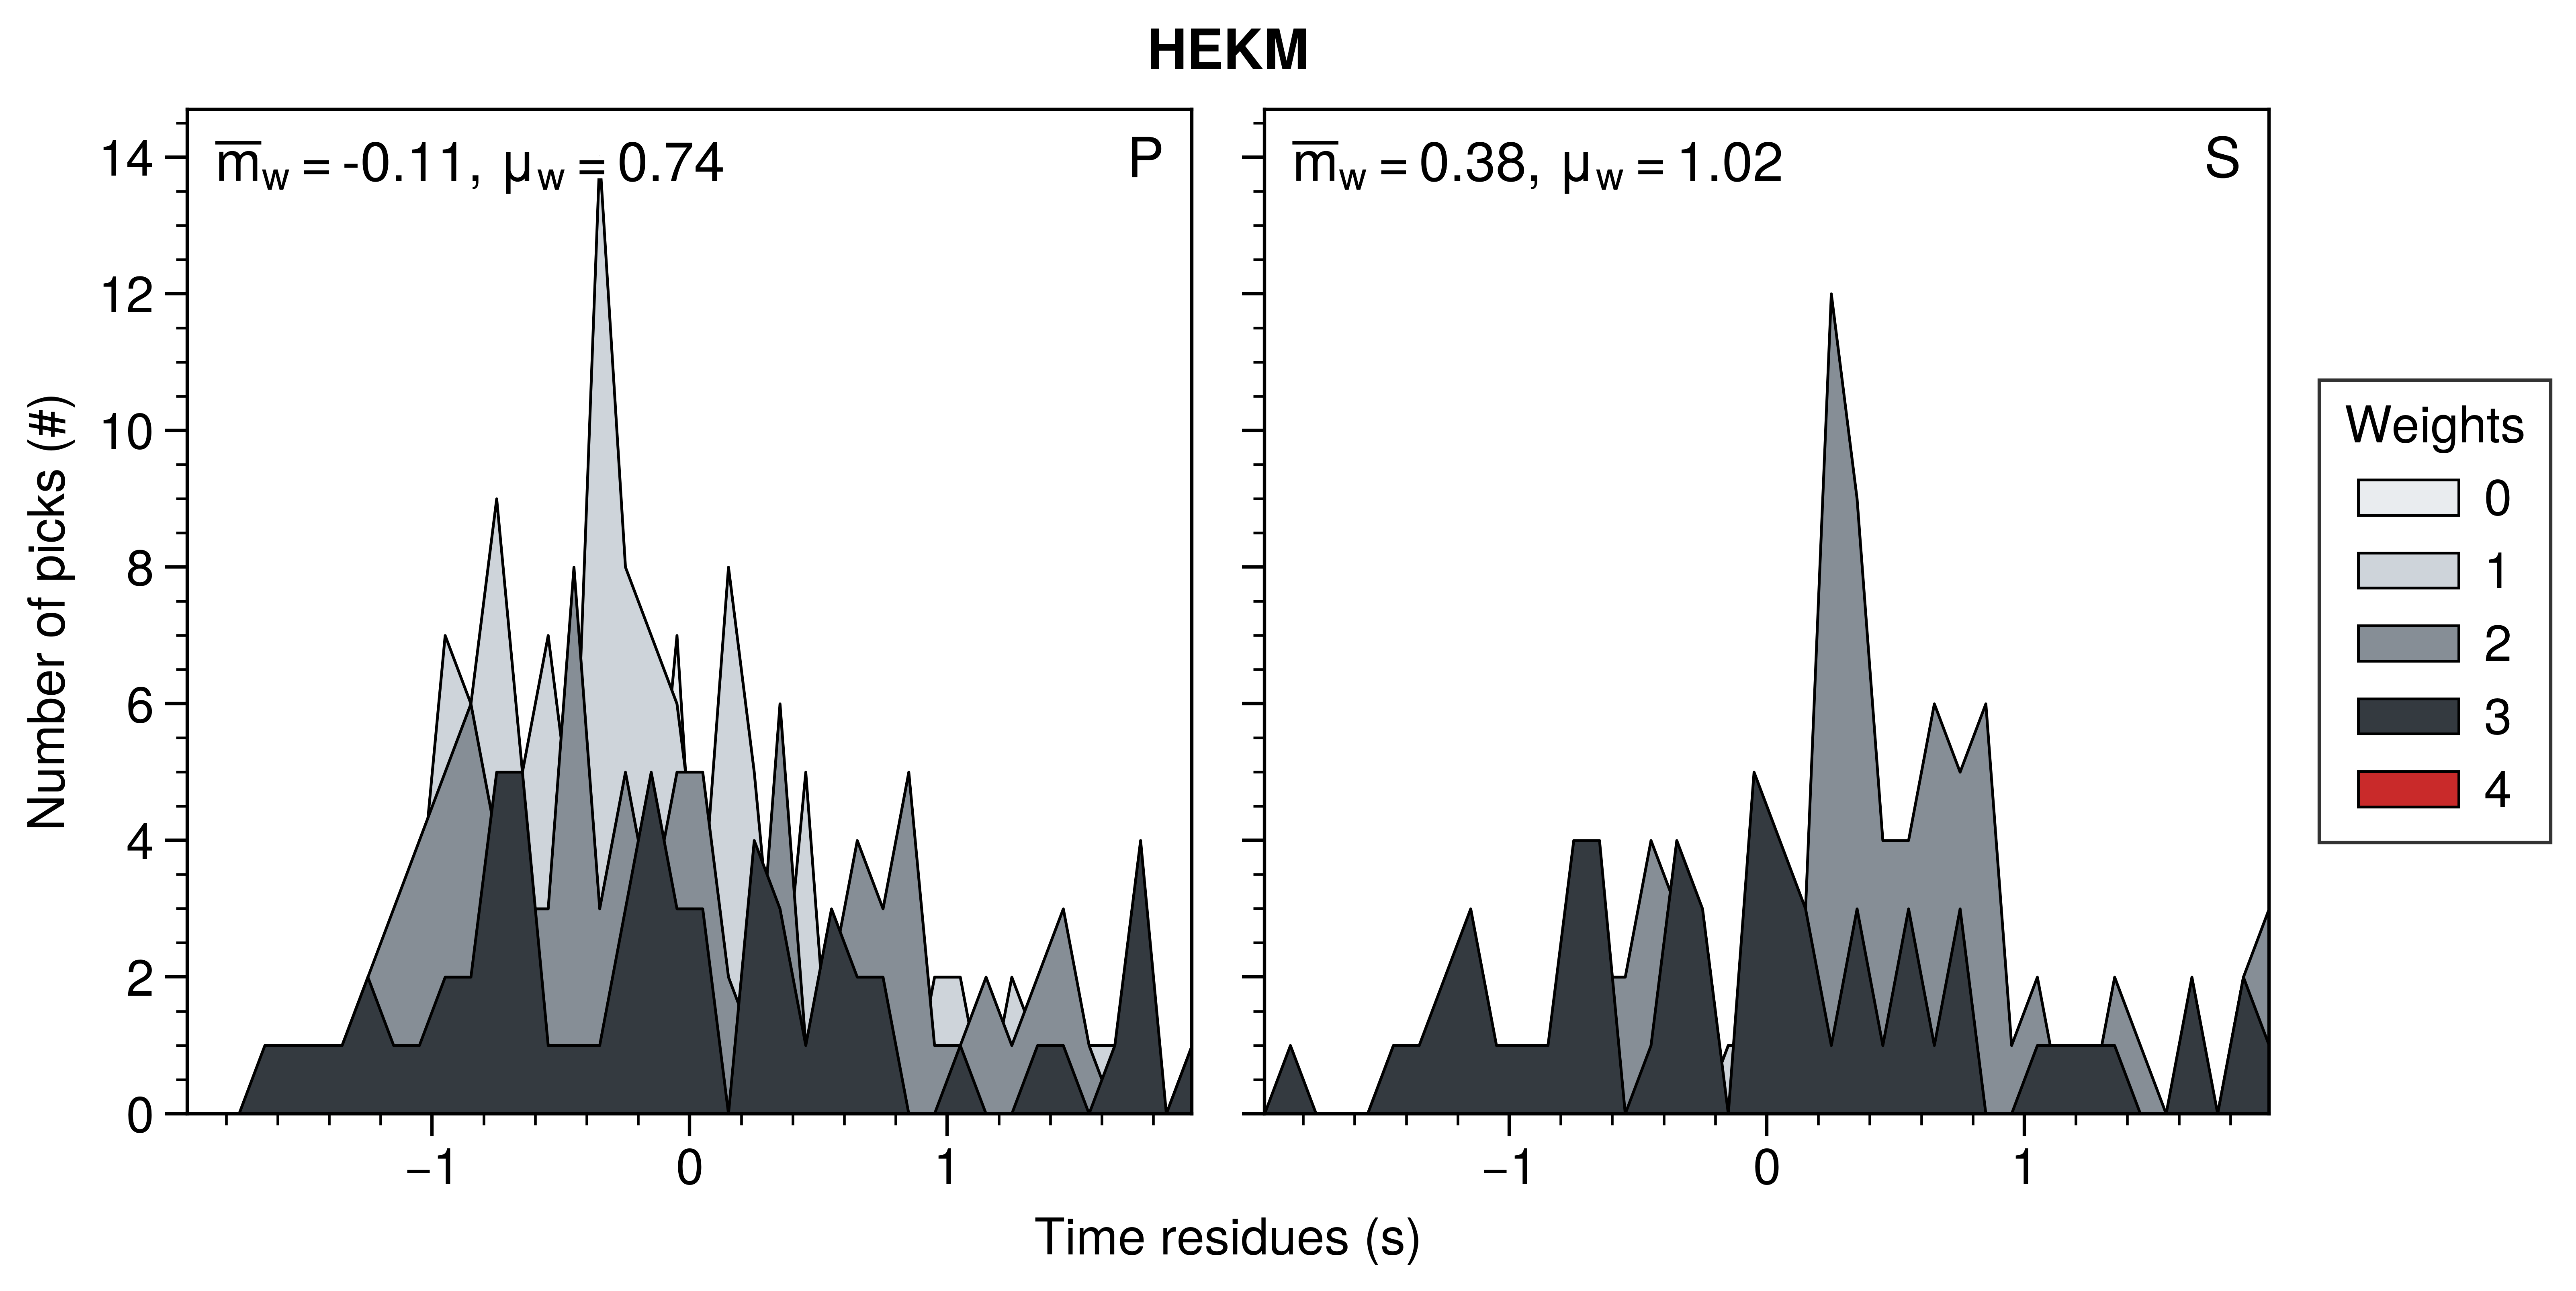 HEKM
m̅w = -0.11, μw = 0.74
P
m̅w = 0.38, μw = 1.02
S
14
12
10
8
6
4
2
0
Number of picks (#)
−1 0 1
−1 0 1
Time residues (s)
Weights
0
1
2
3
4